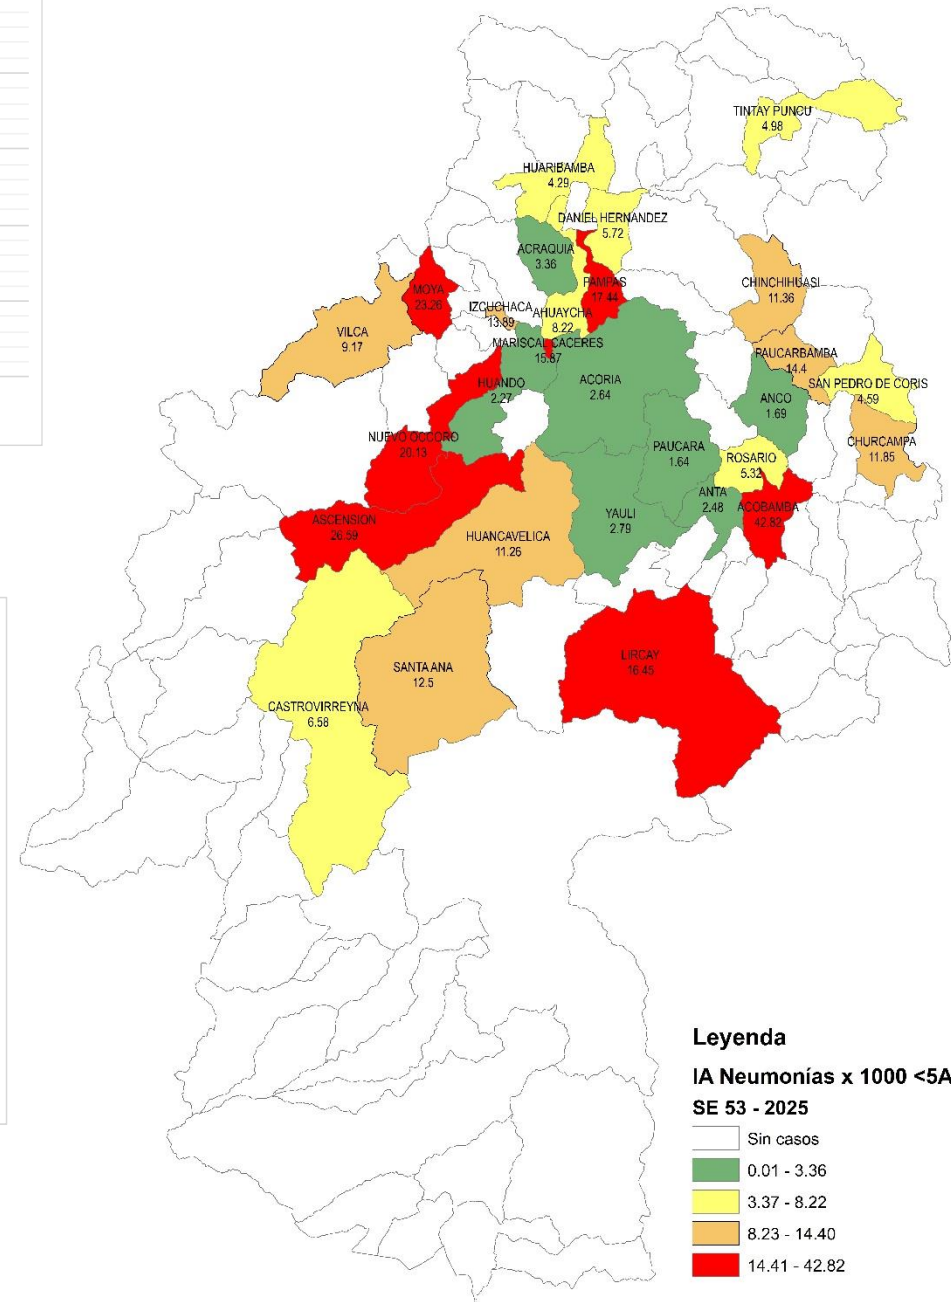 TINTAY PUNCU
4.98
HUARIBAMBA
4.29
DANIEL HERNANDEZ
5.72
ACRAQUIA
3.36
PAMPAS
17.44
CHINCHIHUASI
11.36
MOYA
23.26
IZCUCHACA
13.89
AHUAYCHA
8.22
VILCA
9.17
MARISCAL CACERES
15.87
PAUCARBAMBA
14.4
HUANDO
2.27
ACORIA
2.64
SAN PEDRO DE CORIS
4.59
ANCO
1.69
NUEVO OCCORO
20.13
PAUCARA
1.64
CHURCAMPA
11.85
ROSARIO
5.32
ANTA
2.48
ACOBAMBA
42.82
ASCENSION
26.59
YAULI
2.79
HUANCAVELICA
11.26
LIRCAY
16.45
SANTA ANA
12.5
CASTROVIRREYNA
6.58
Leyenda
IA Neumonías x 1000 <5A
SE 53 - 2025
Sin casos
0.01 - 3.36
3.37 - 8.22
8.23 - 14.40
14.41 - 42.82